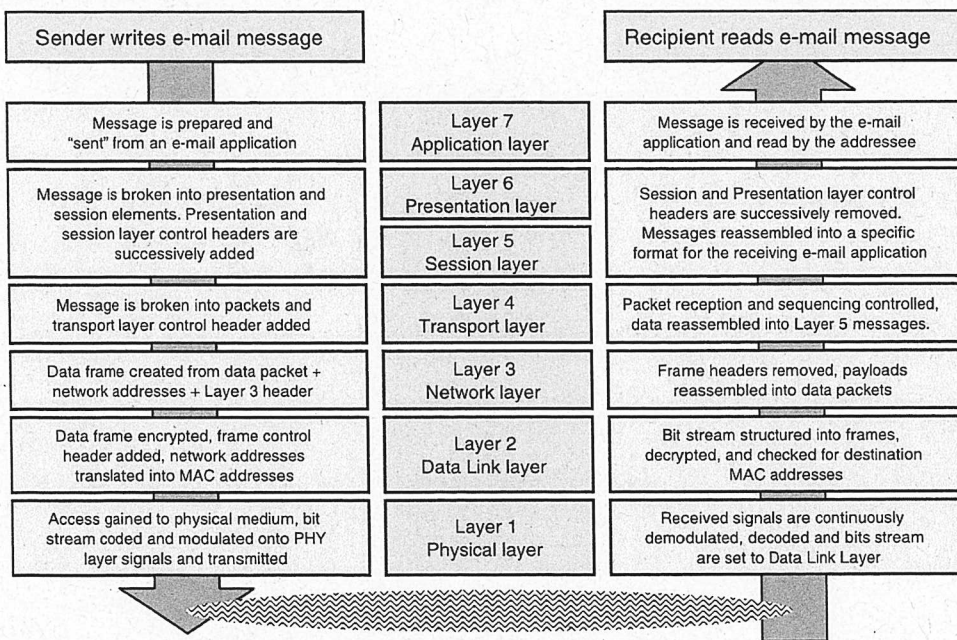 Sender writes e-mail message
Recipient reads e-mail message
Message is prepared and
"sent" from an e-mail application
Layer 7
Application layer
Message is received by the e-mail
application and read by the addressee
Message is broken into presentation and
session elements. Presentation and
session layer control headers are
successively added
Layer 6
Presentation layer
Layer 5
Session layer
Session and Presentation layer control
headers are successively removed.
Messages reassembled into a specific
format for the receiving e-mail application
Message is broken into packets and
transport layer control header added
Layer 4
Transport layer
Packet reception and sequencing controlled,
data reassembled into Layer 5 messages.
Data frame created from data packet +
network addresses + Layer 3 header
Layer 3
Network layer
Frame headers removed, payloads
reassembled into data packets
Data frame encrypted, frame control
header added, network addresses
translated into MAC addresses
Layer 2
Data Link layer
Bit stream structured into frames,
decrypted, and checked for destination
MAC addresses
Access gained to physical medium, bit
stream coded and modulated onto PHY
layer signals and transmitted
Layer 1
Physical layer
Received signals are continuously
demodulated, decoded and bits stream
are set to Data Link Layer